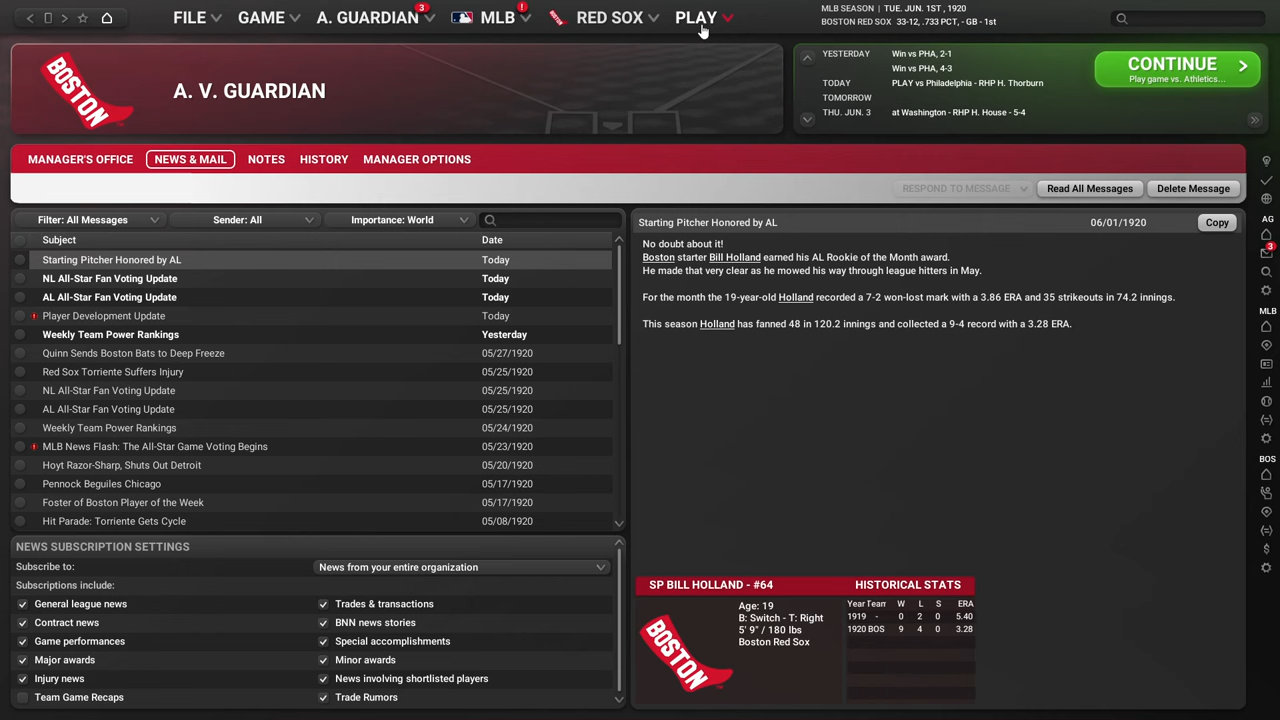 FILE GAME A. GUARDIAN 3 MLB ! RED SOX PLAY
MLB SEASON | TUE. JUN. 1ST , 1920
BOSTON RED SOX 33-12, .733 PCT, - GB - 1st
BOSTON
A. V. GUARDIAN
YESTERDAY Win vs PHA, 2-1
Win vs PHA, 4-3
TODAY PLAY vs Philadelphia - RHP H. Thorburn
TOMORROW
THU. JUN. 3 at Washington - RHP H. House - 5-4
CONTINUE
Play game vs. Athletics...
MANAGER'S OFFICE NEWS & MAIL NOTES HISTORY MANAGER OPTIONS
RESPOND TO MESSAGE Read All Messages Delete Message
Filter: All Messages Sender: All Importance: World
Subject Date
Starting Pitcher Honored by AL Today
NL All-Star Fan Voting Update Today
AL All-Star Fan Voting Update Today
Player Development Update Today
Weekly Team Power Rankings Yesterday
Quinn Sends Boston Bats to Deep Freeze 05/27/1920
Red Sox Torriente Suffers Injury 05/25/1920
NL All-Star Fan Voting Update 05/25/1920
AL All-Star Fan Voting Update 05/25/1920
Weekly Team Power Rankings 05/24/1920
MLB News Flash: The All-Star Game Voting Begins 05/23/1920
Hoyt Razor-Sharp, Shuts Out Detroit 05/20/1920
Pennock Beguiles Chicago 05/17/1920
Foster of Boston Player of the Week 05/17/1920
Hit Parade: Torriente Gets Cycle 05/08/1920
NEWS SUBSCRIPTION SETTINGS
Subscribe to: News from your entire organization
Subscriptions include:
General league news Trades & transactions
Contract news BNN news stories
Game performances Special accomplishments
Major awards Minor awards
Injury news News involving shortlisted players
Team Game Recaps Trade Rumors
Starting Pitcher Honored by AL 06/01/1920 Copy
No doubt about it!
Boston starter Bill Holland earned his AL Rookie of the Month award.
He made that very clear as he mowed his way through league hitters in May.
For the month the 19-year-old Holland recorded a 7-2 won-lost mark with a 3.86 ERA and 35 strikeouts in 74.2 innings.
This season Holland has fanned 48 in 120.2 innings and collected a 9-4 record with a 3.28 ERA.
SP BILL HOLLAND - #64 HISTORICAL STATS
BOSTON
Age: 19
B: Switch - T: Right
5' 9" / 180 lbs
Boston Red Sox
Year Team W L S ERA
1919 - 0 2 0 5.40
1920 BOS 9 4 0 3.28
AG
3
MLB
BOS